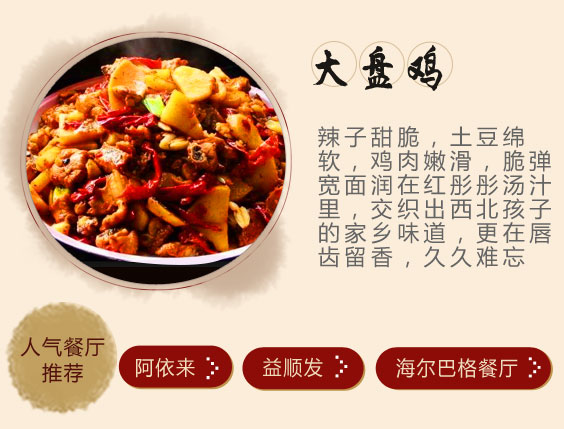 大盘鸡
辣子甜脆，土豆绵
软，鸡肉嫩滑，脆弹
宽面润在红彤彤汤汁
里，交织出西北孩子
的家乡味道，更在唇
齿留香，久久难忘
人气餐厅
推荐
阿依来
益顺发
海尔巴格餐厅